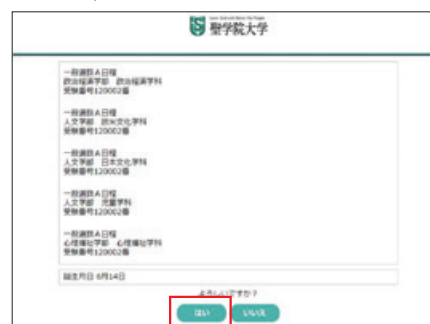 聖学院大学
一般選抜A日程
政治経済学部 政治経済学科
受験番号120002番
一般選抜A日程
人文学部 欧米文化学科
受験番号120002番
一般選抜A日程
人文学部 日本文化学科
受験番号120002番
一般選抜A日程
人文学部 児童学科
受験番号120002番
一般選抜A日程
心理福祉学部 心理福祉学科
受験番号120002番
誕生月日 6月14日
よろしいですか？
はい いいえ